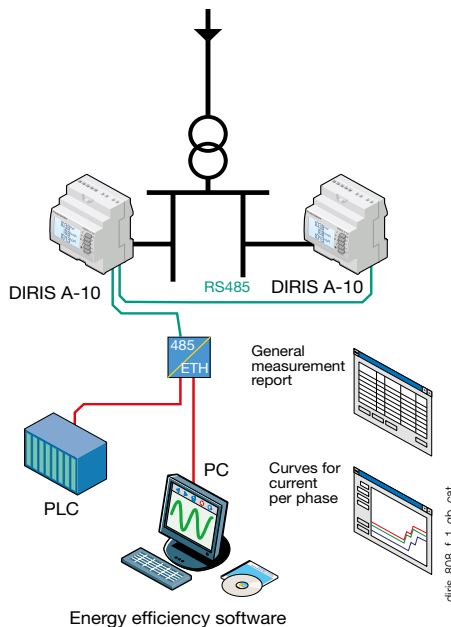 RS485
DIRIS A-10
DIRIS A-10
485
ETH
General
measurement
report
PLC
PC
Curves for
current
per phase
Energy efficiency software
diris_808_f_1_gb_cat